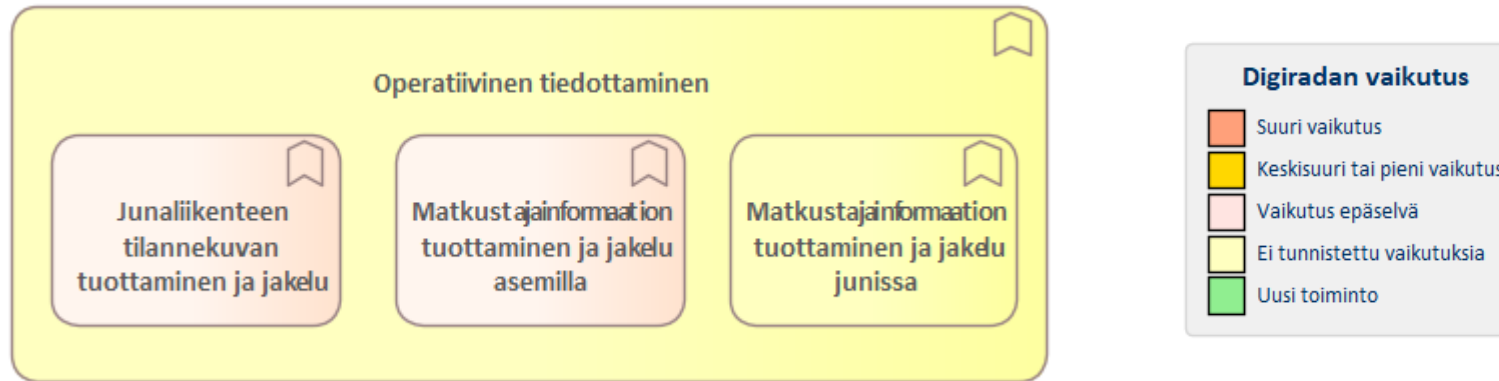 Operatiivinen tiedottaminen
Junaliikenteen
tilannekuvan
tuottaminen ja jakelu
Matkustajainformaation
tuottaminen ja jakelu
asemilla
Matkustajainformaation
tuottaminen ja jakelu
junissa
Digiradan vaikutus
Suuri vaikutus
Keskisuuri tai pieni vaikutus
Vaikutus epäselvä
Ei tunnistettu vaikutuksia
Uusi toiminto